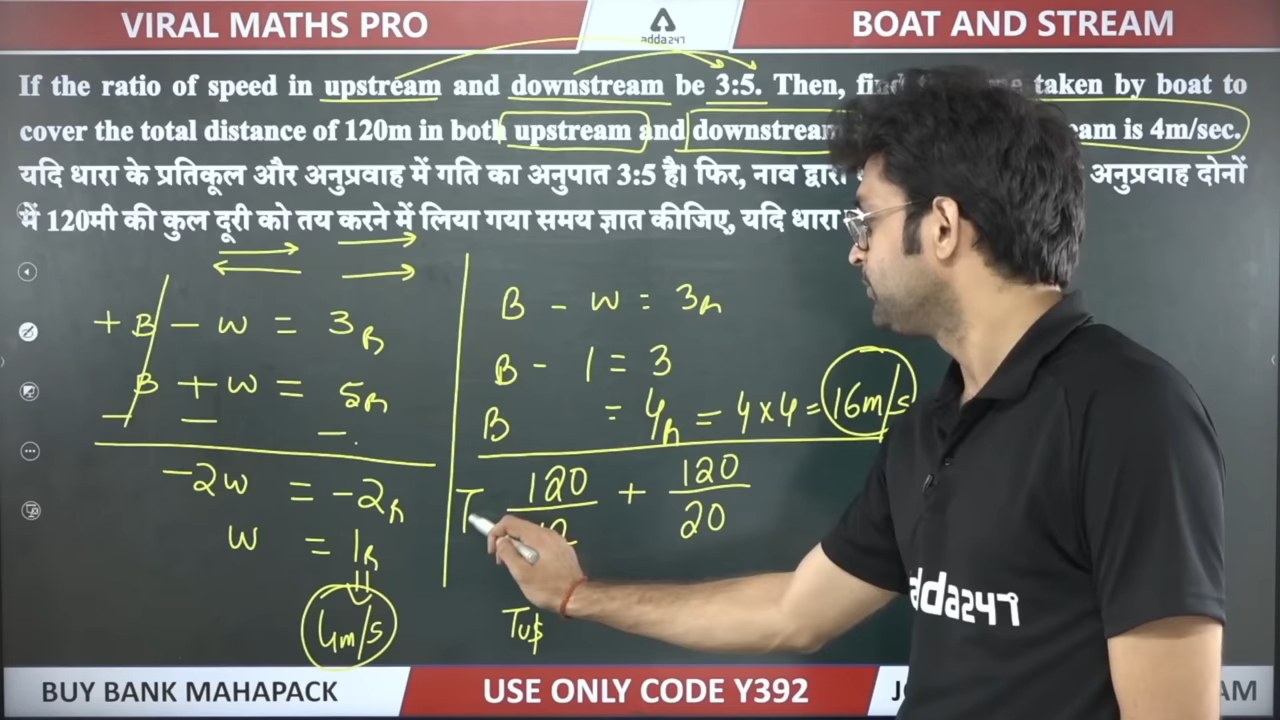 VIRAL MATHS PRO
adda247
BOAT AND STREAM
If the ratio of speed in upstream and downstream be 3:5. Then, find taken by boat to
cover the total distance of 120m in both upstream and downstream is 4m/sec.
यदि धारा के प्रतिकूल और अनुप्रवाह में गति का अनुपात 3:5 है। फिर, नाव द्वारा अनुप्रवाह दोनों
में 120मी की कुल दूरी को तय करने में लिया गया समय ज्ञात कीजिए, यदि धारा
+B - W = 3R
B + W = 5R
- - -.
-2W = -2R
W = 1R
4m/s
B - W = 3R
B - 1 = 3
B = 4R = 4×4 = 16m/s
T 120/12 + 120/20
Tu$
adda247
BUY BANK MAHAPACK
USE ONLY CODE Y392